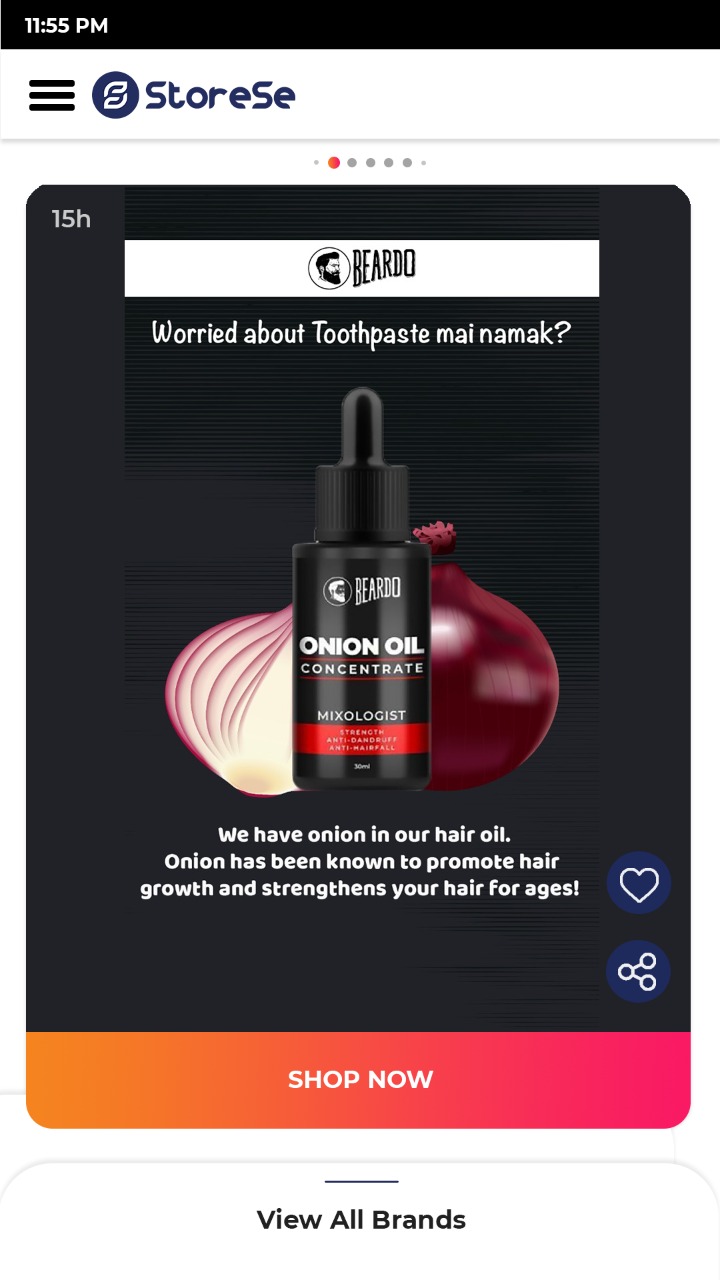 11:55 PM
StoreSe
15h
BEARDO
Worried about Toothpaste mai namak?
BEARDO
ONION OIL
CONCENTRATE
MIXOLOGIST
STRENGTH
ANTI-DANDRUFF
ANTI-HAIRFALL
30ml
We have onion in our hair oil.
Onion has been known to promote hair
growth and strengthens your hair for ages!
SHOP NOW
View All Brands